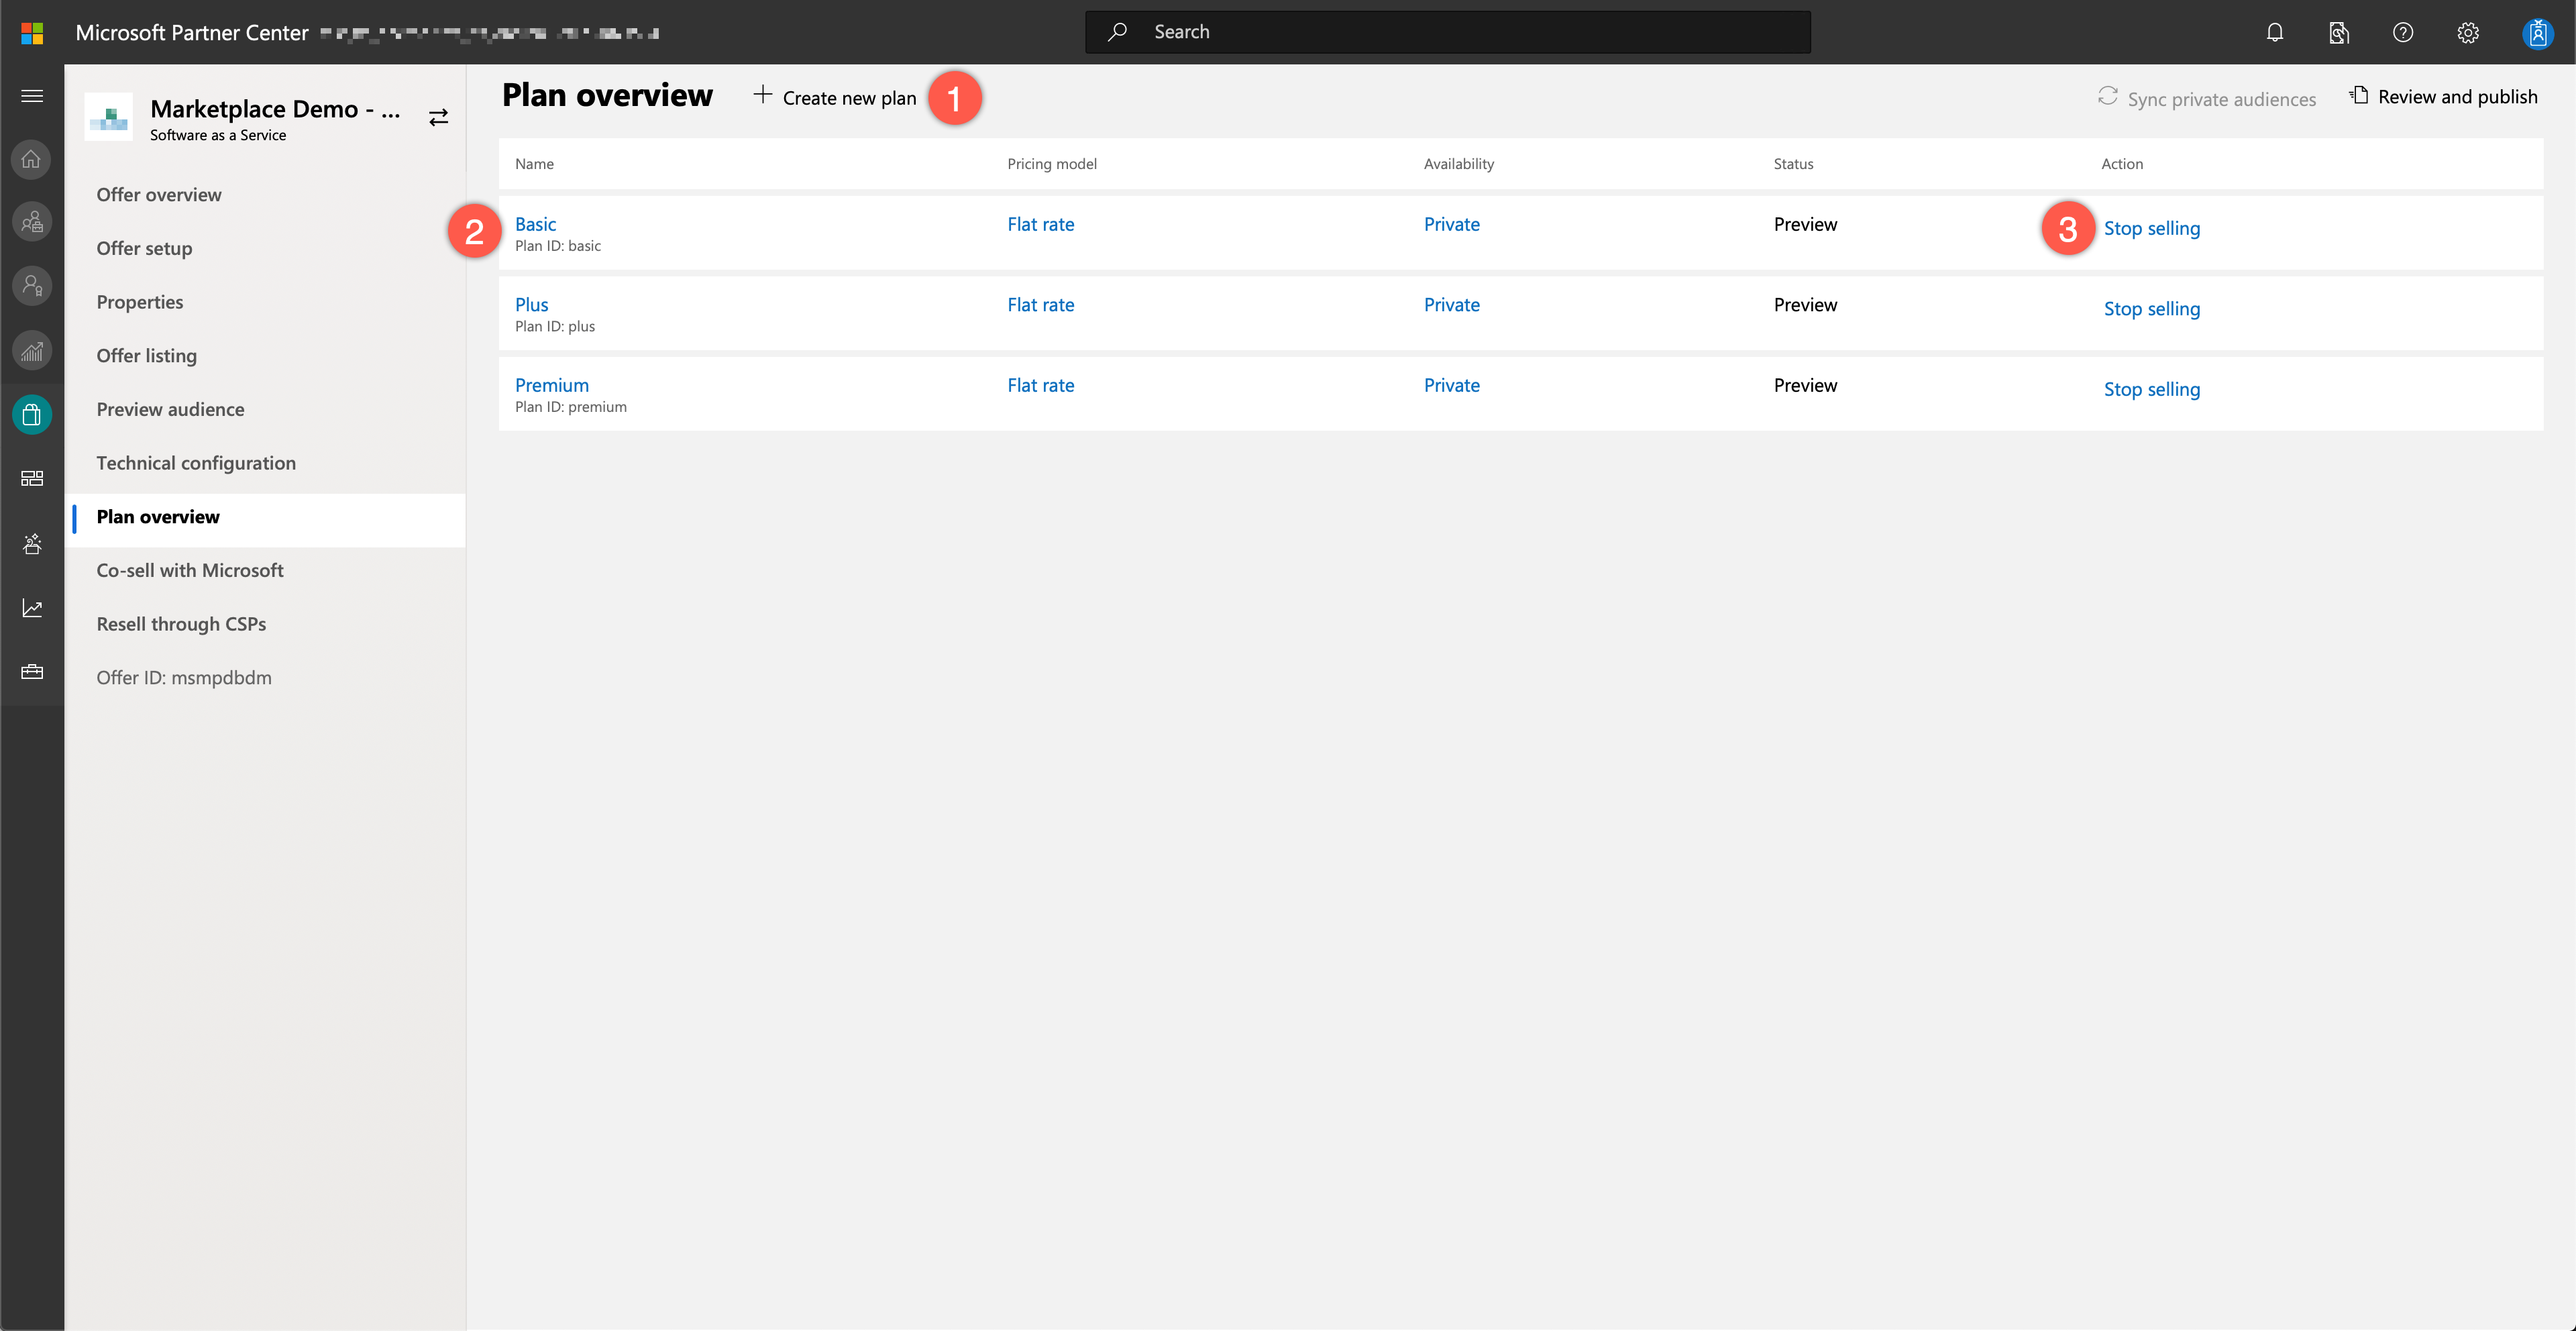 Microsoft Partner Center
Search
Marketplace Demo - ...
Software as a Service
Offer overview
Offer setup
Properties
Offer listing
Preview audience
Technical configuration
Plan overview
Co-sell with Microsoft
Resell through CSPs
Offer ID: msmpdbdm
Plan overview
Create new plan
1
Sync private audiences
Review and publish
Name Pricing model Availability Status Action
2 Basic Flat rate Private Preview 3 Stop selling
Plan ID: basic
Plus Flat rate Private Preview Stop selling
Plan ID: plus
Premium Flat rate Private Preview Stop selling
Plan ID: premium